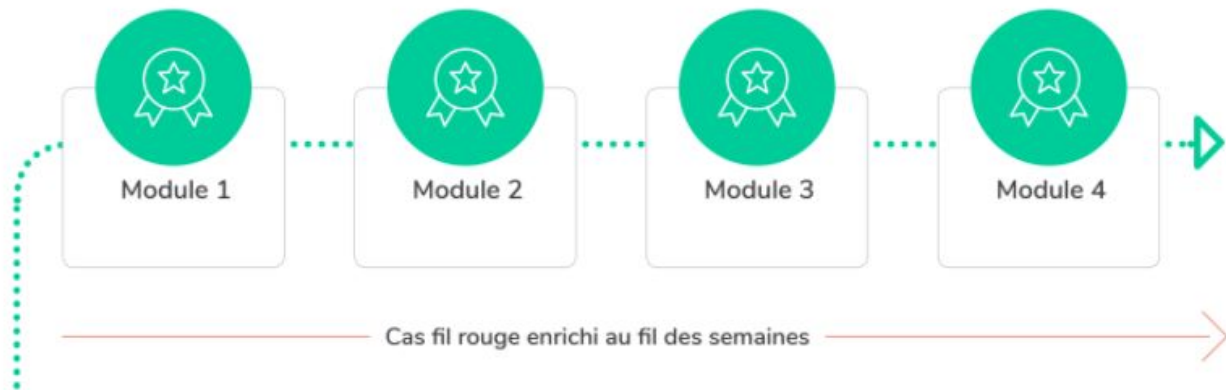 Module 1
Module 2
Module 3
Module 4
Cas fil rouge enrichi au fil des semaines